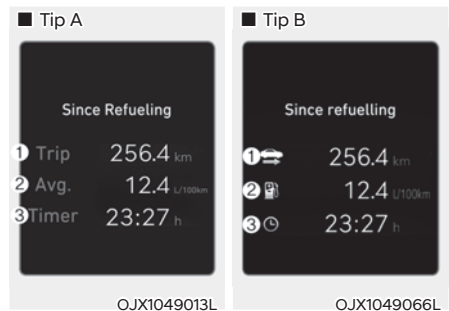 ■ Tip A
Since Refueling
1 Trip 256.4 km
2 Avg. 12.4 L/100km
3 Timer 23:27 h
OJX1049013L
■ Tip B
Since refuelling
1 256.4 km
2 12.4 L/100km
3 23:27 h
OJX1049066L